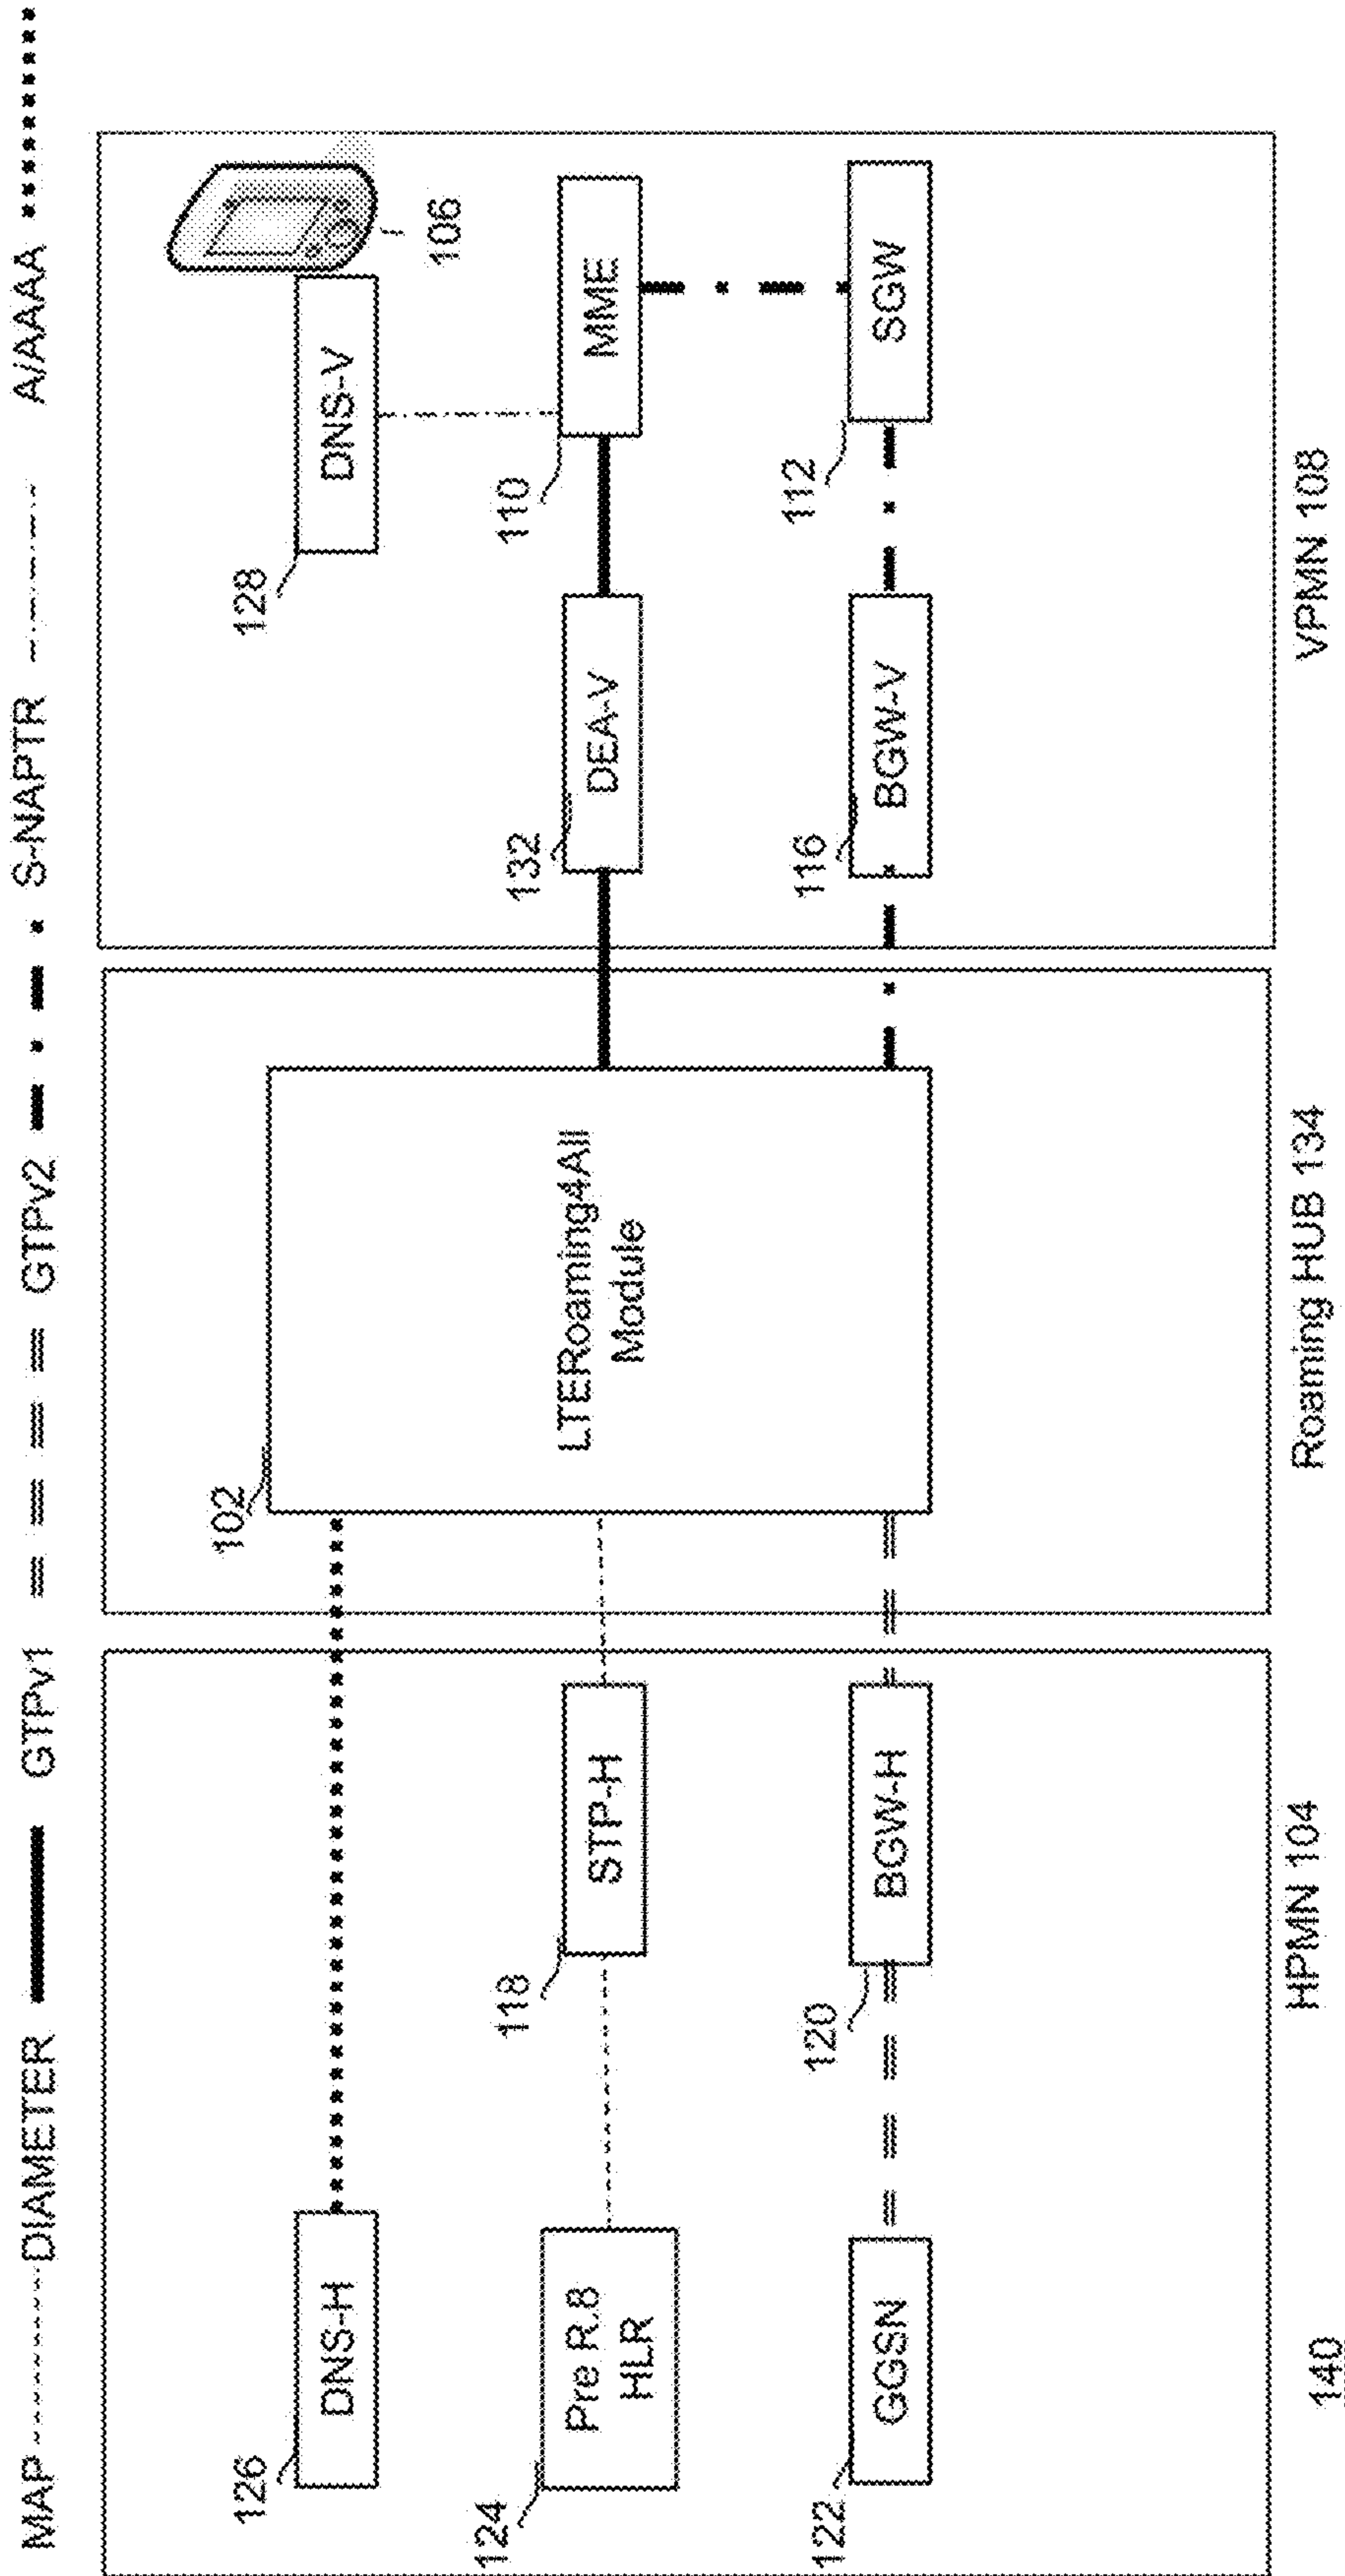 MAP DIAMETER GTPv1 GTPv2 S-NAPTR A/AAAA
126
DNS-H
102
128
DNS-V
106
124
Pre R.8
HLR
118
STP-H
LTERoaming4All
Module
132
DEA-V
110
MME
122
GGSN
120
BGW-H
116
BGW-V
112
SGW
HPMN 104
Roaming HUB 134
VPMN 108
140